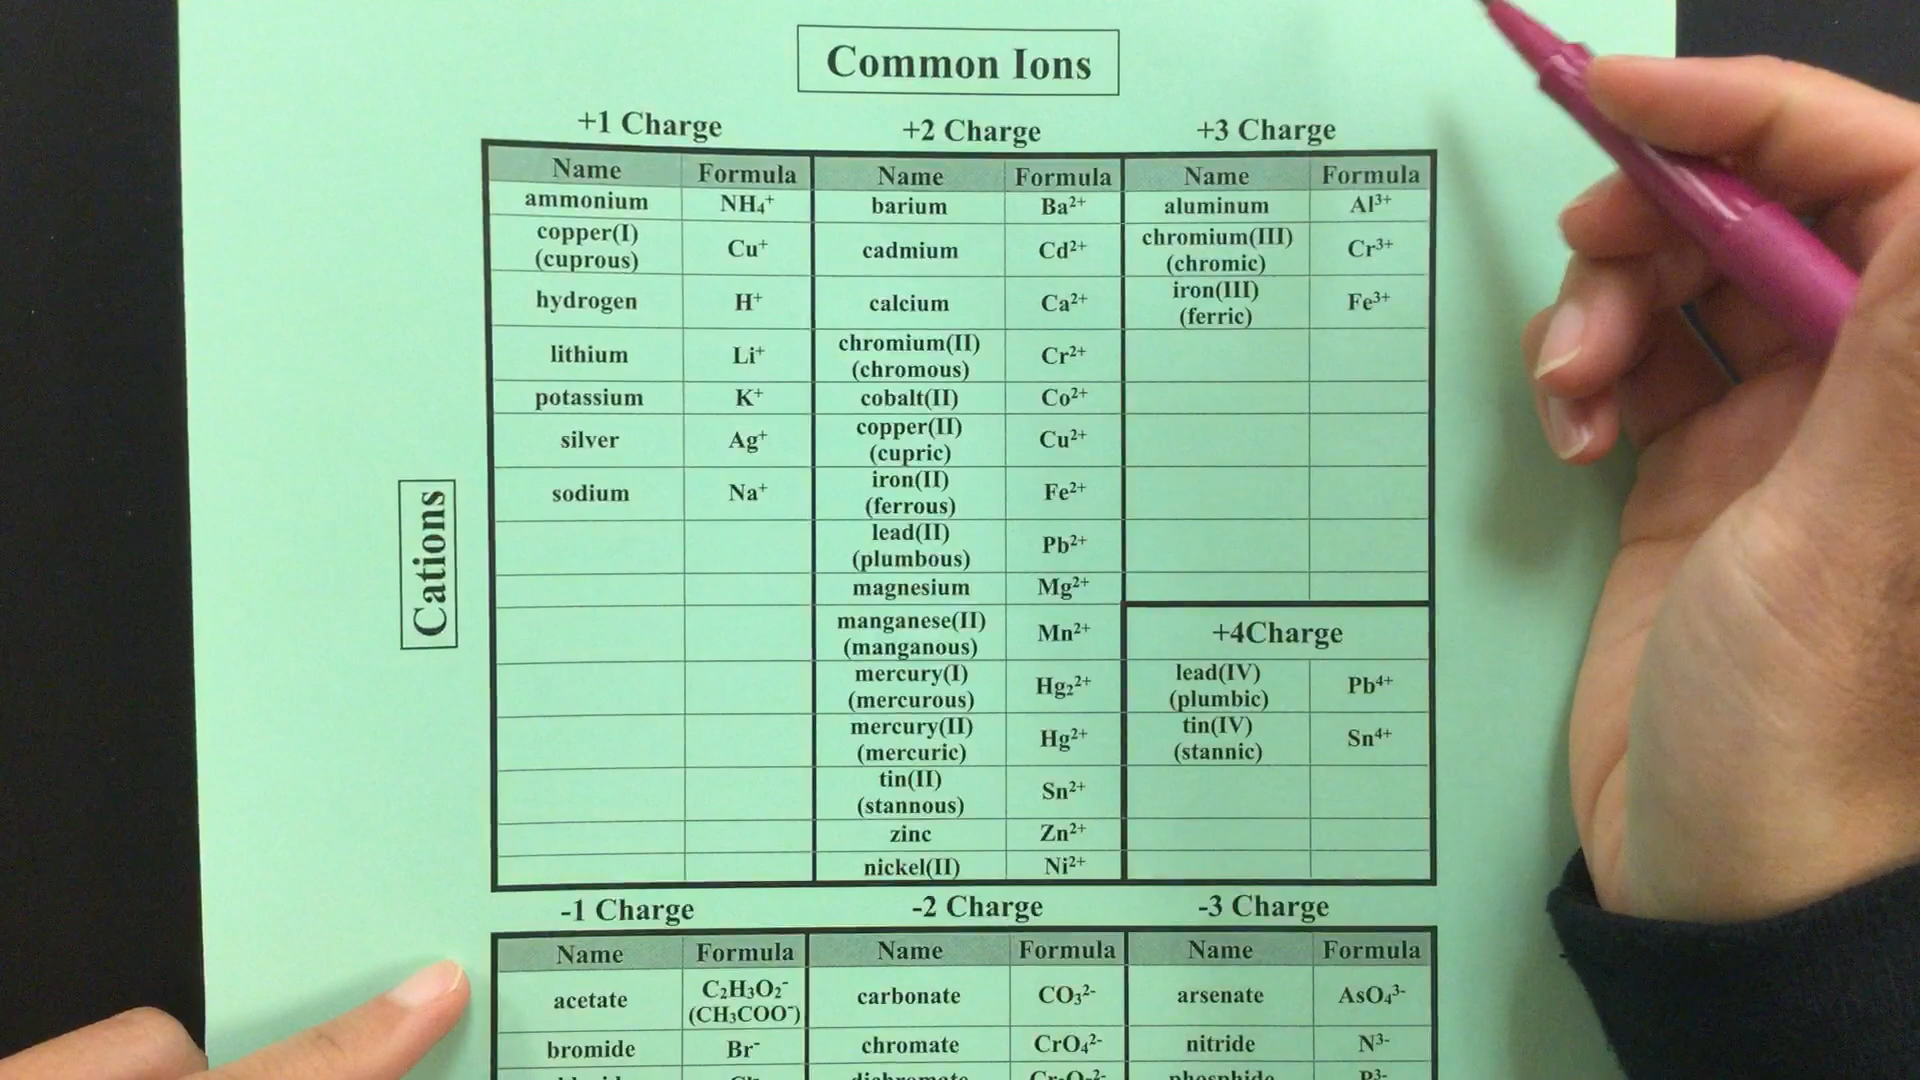 Common Ions
+1 Charge +2 Charge +3 Charge
Name Formula Name Formula Name Formula
ammonium NH₄⁺ barium Ba²⁺ aluminum Al³⁺
copper(I) (cuprous) Cu⁺ cadmium Cd²⁺ chromium(III) (chromic) Cr³⁺
hydrogen H⁺ calcium Ca²⁺ iron(III) (ferric) Fe³⁺
lithium Li⁺ chromium(II) (chromous) Cr²⁺
potassium K⁺ cobalt(II) Co²⁺
silver Ag⁺ copper(II) (cupric) Cu²⁺
sodium Na⁺ iron(II) (ferrous) Fe²⁺
lead(II) (plumbous) Pb²⁺
magnesium Mg²⁺
manganese(II) (manganous) Mn²⁺ +4Charge
mercury(I) (mercurous) Hg₂²⁺ lead(IV) (plumbic) Pb⁴⁺
mercury(II) (mercuric) Hg²⁺ tin(IV) (stannic) Sn⁴⁺
tin(II) (stannous) Sn²⁺
zinc Zn²⁺
nickel(II) Ni²⁺
Cations
-1 Charge -2 Charge -3 Charge
Name Formula Name Formula Name Formula
acetate C₂H₃O₂⁻ (CH₃COO⁻) carbonate CO₃²⁻ arsenate AsO₄³⁻
bromide Br⁻ chromate CrO₄²⁻ nitride N³⁻
dichromate phosphide P³⁻